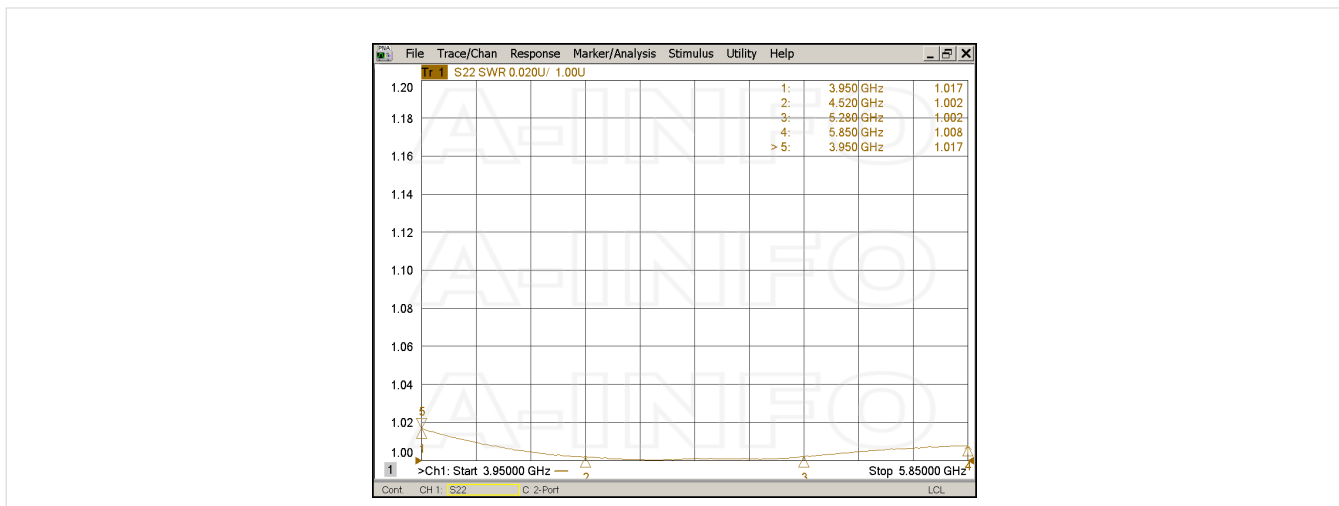 PNA
File Trace/Chan Response Marker/Analysis Stimulus Utility Help
Tr 1 S22 SWR 0.020U/ 1.00U
1.20
1: 3.950 GHz 1.017
2: 4.520 GHz 1.002
1.18
3: 5.280 GHz 1.002
4: 5.850 GHz 1.008
> 5: 3.950 GHz 1.017
1.16
1.14
1.12
1.10
1.08
1.06
1.04
1.02
1.00
A-INFO
A-INFO
A-INFO
5
1
2
3
4
1 >Ch1: Start 3.95000 GHz — Stop 5.85000 GHz
Cont. CH 1: S22 C 2-Port LCL